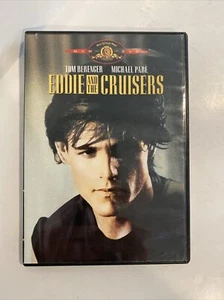 TOM BERENGER MICHAEL PARÉ
EDDIE AND THE CRUISERS